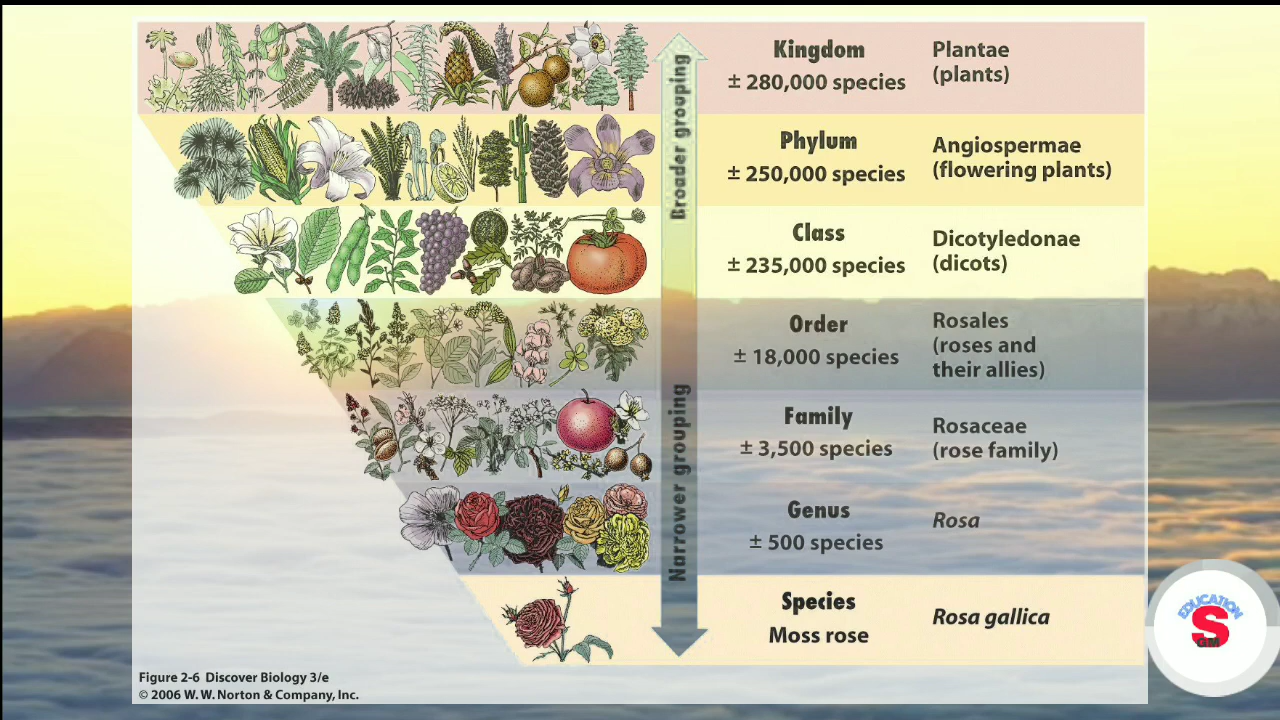 Kingdom
± 280,000 species
Plantae
(plants)
Phylum
± 250,000 species
Angiospermae
(flowering plants)
Class
± 235,000 species
Dicotyledonae
(dicots)
Order
± 18,000 species
Rosales
(roses and
their allies)
Family
± 3,500 species
Rosaceae
(rose family)
Genus
± 500 species
Rosa
Species
Moss rose
Rosa gallica
Broader grouping
Narrower grouping
Figure 2-6 Discover Biology 3/e
© 2006 W. W. Norton & Company, Inc.
EDUCATION
S
GM